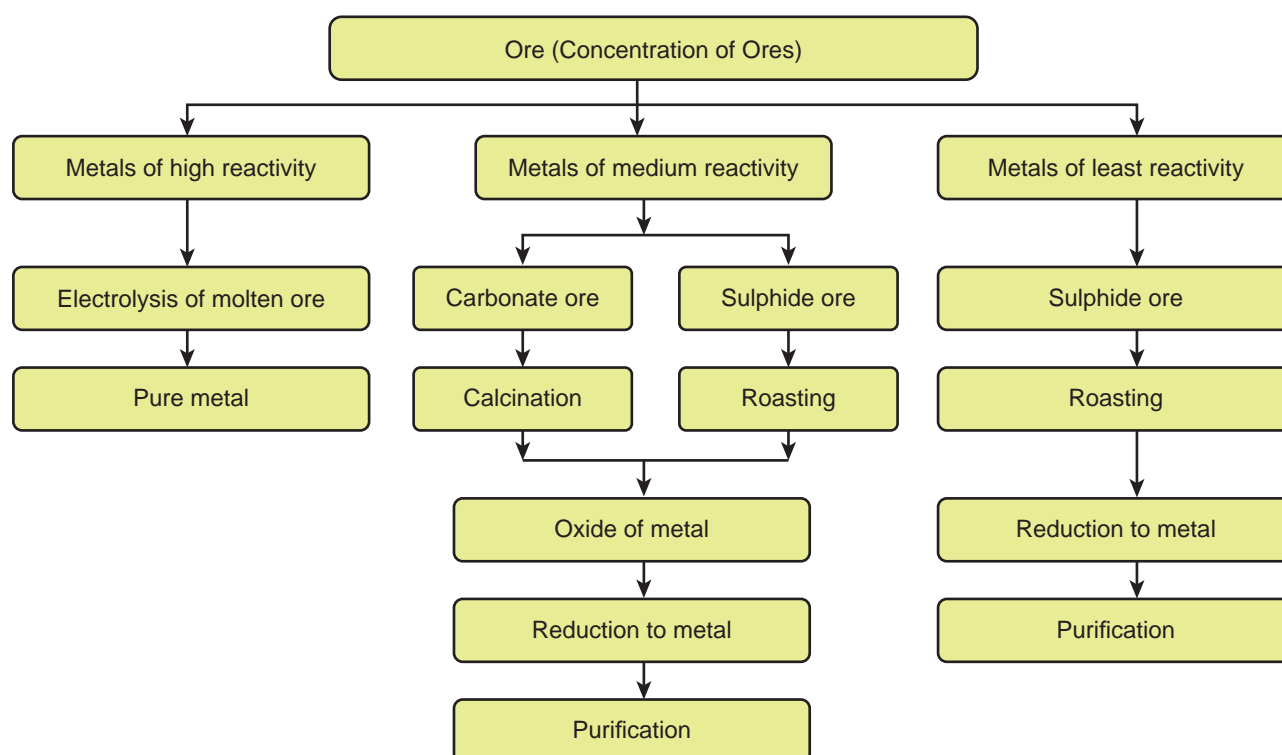 Ore (Concentration of Ores)
Metals of high reactivity
Metals of medium reactivity
Metals of least reactivity
Electrolysis of molten ore
Carbonate ore
Sulphide ore
Sulphide ore
Pure metal
Calcination
Roasting
Roasting
Oxide of metal
Reduction to metal
Reduction to metal
Purification
Purification